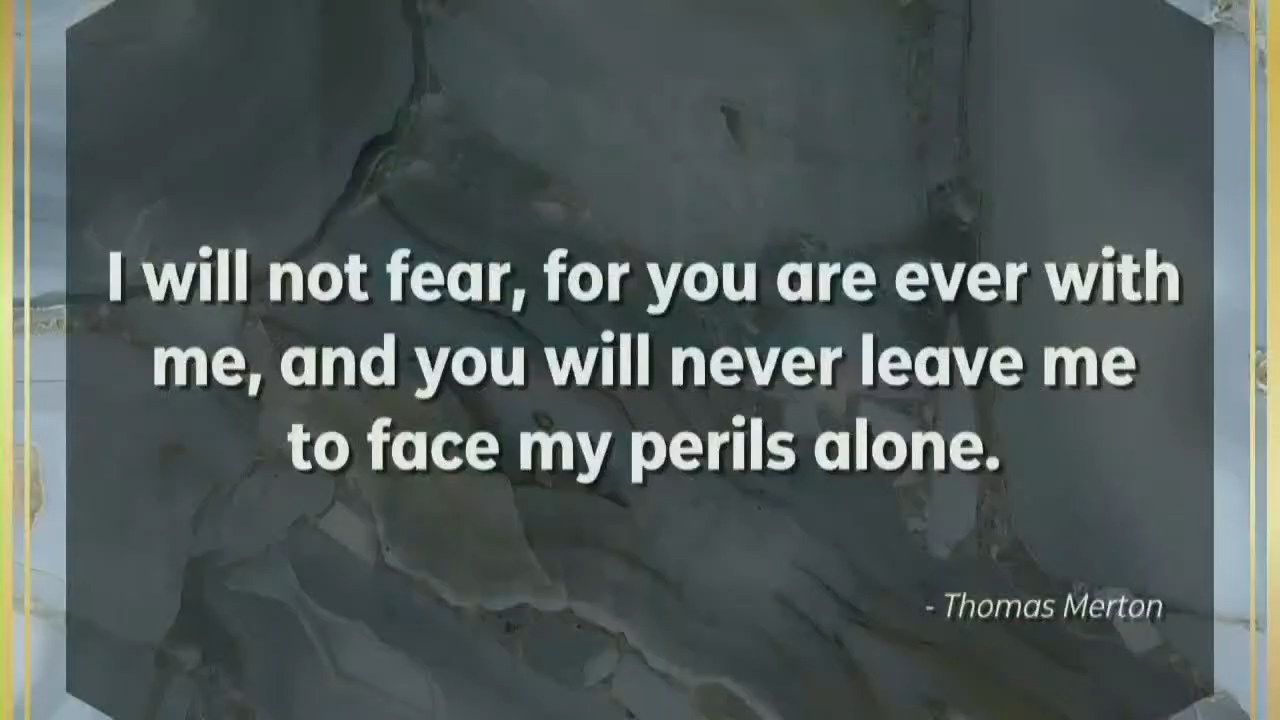 I will not fear, for you are ever with
me, and you will never leave me
to face my perils alone.
- Thomas Merton